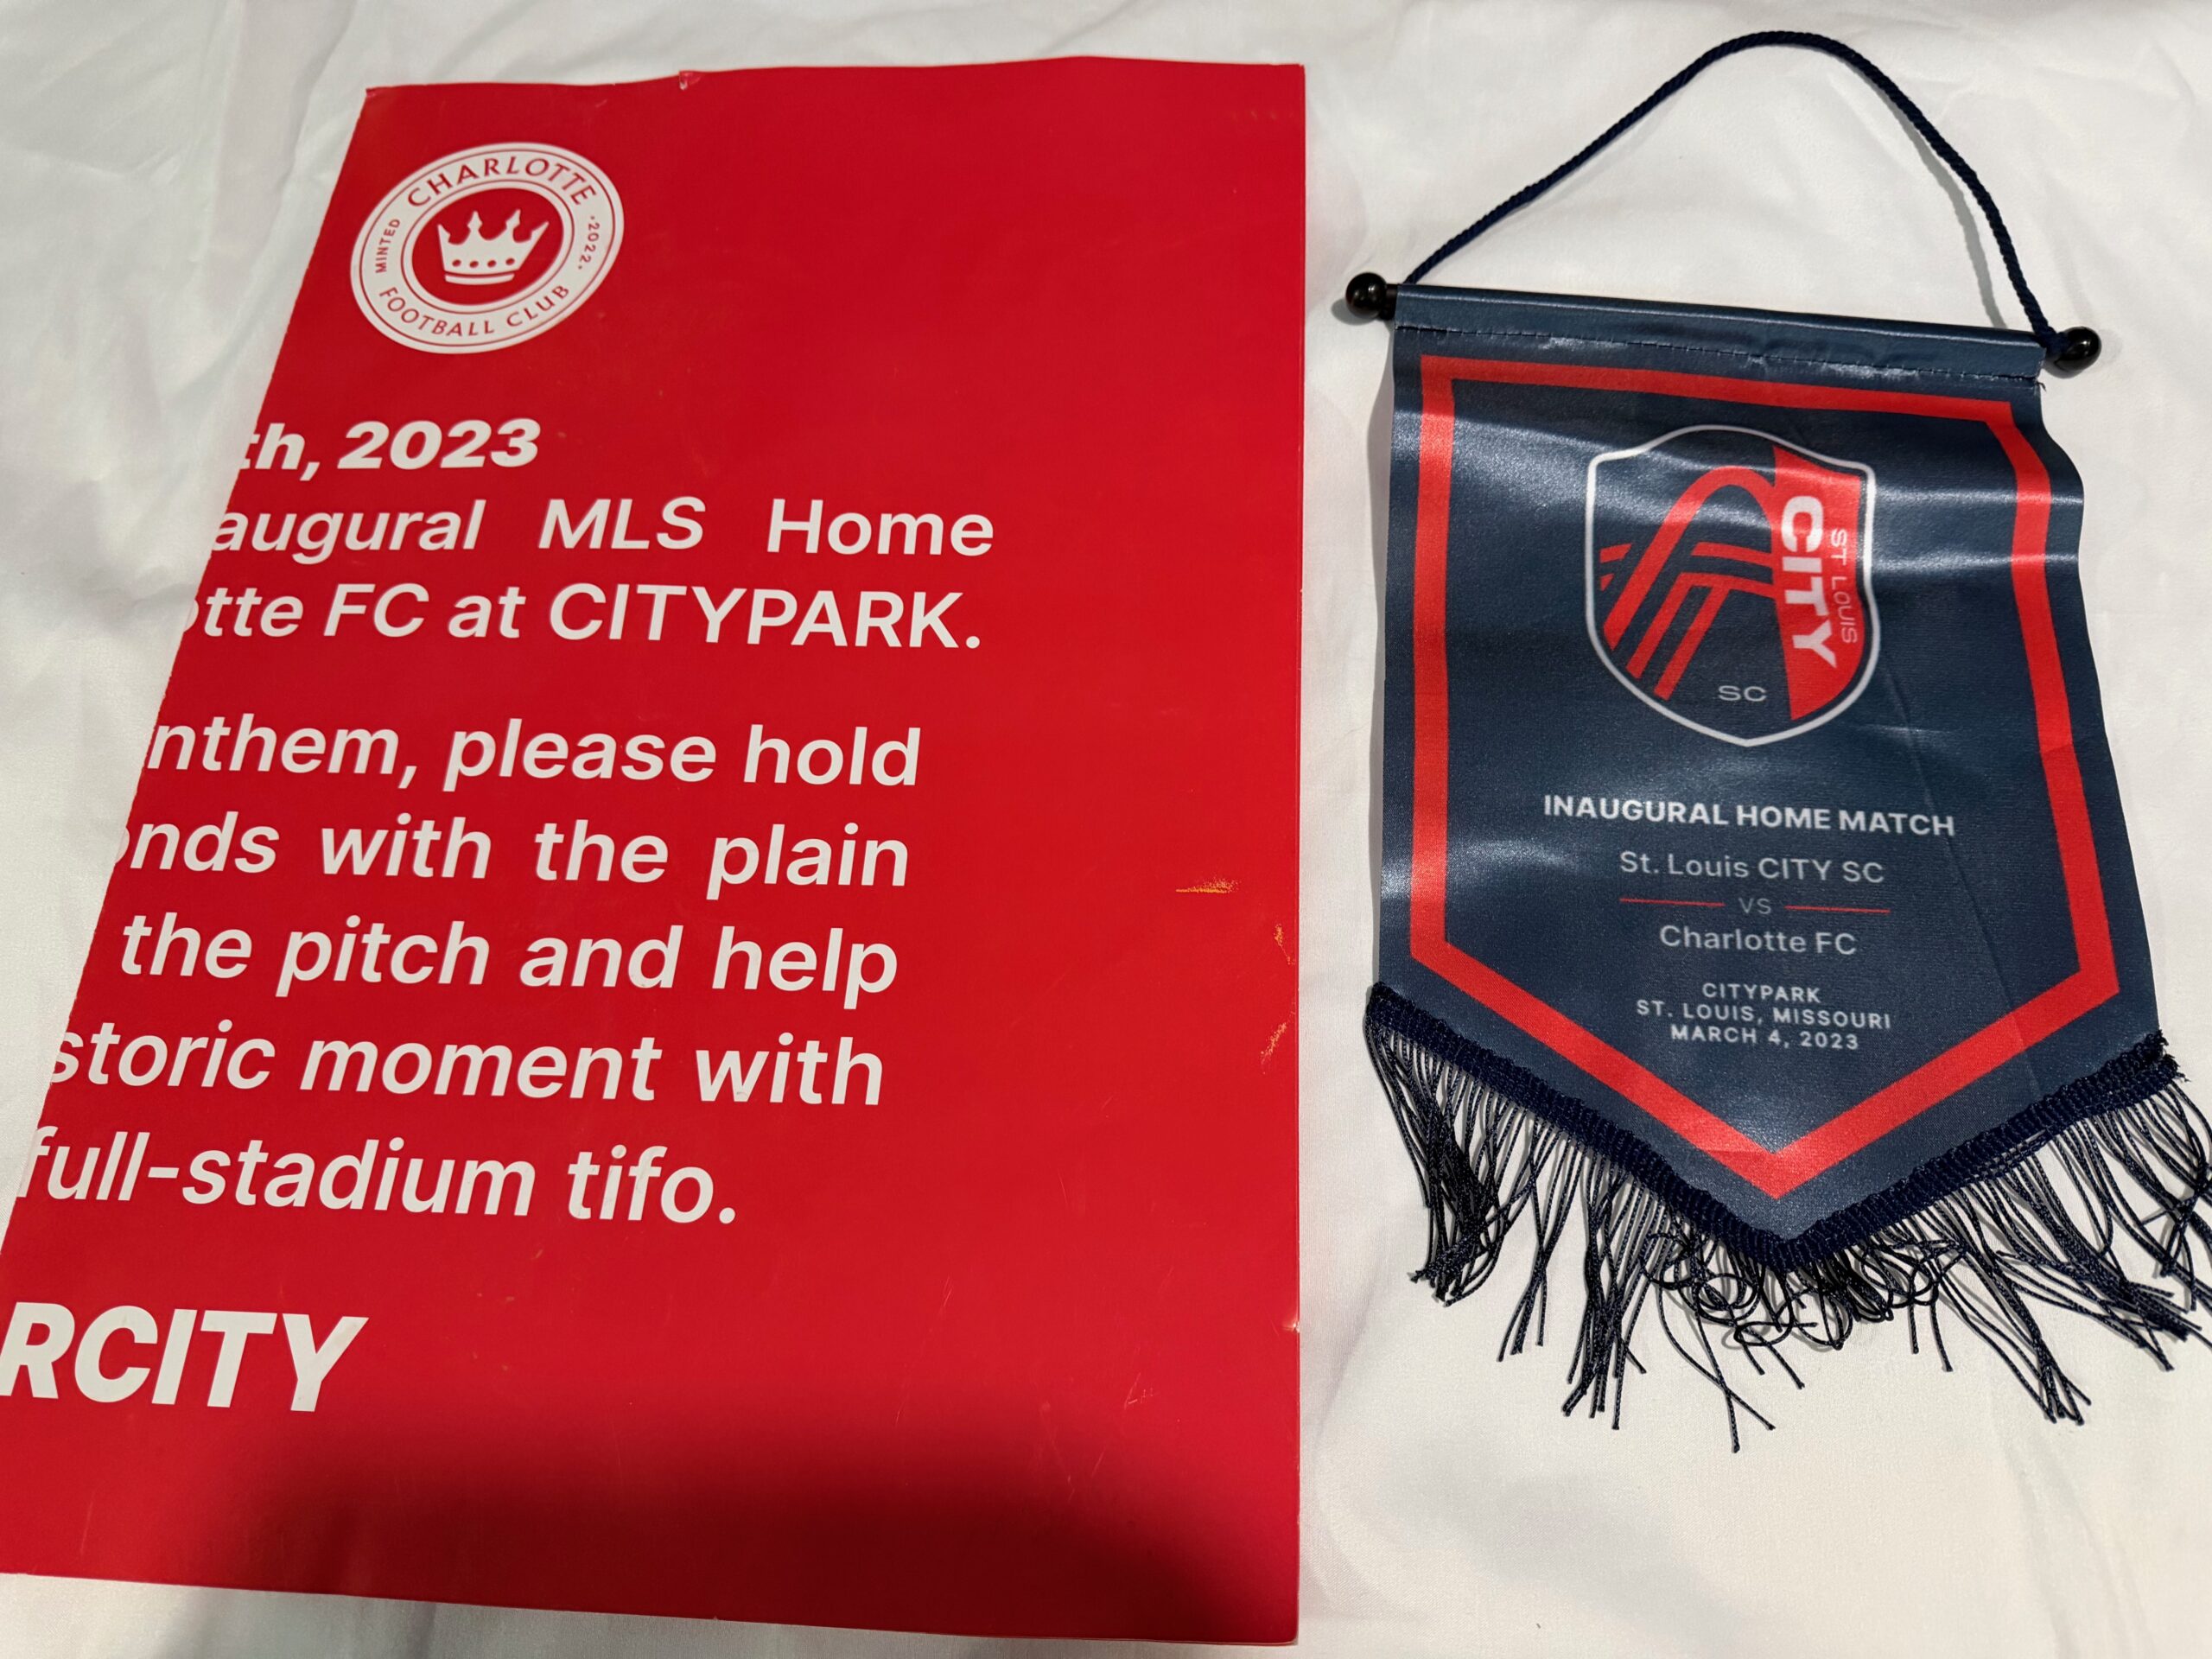 CHARLOTTE
MINTED
·2022·
FOOTBALL CLUB
th, 2023
augural MLS Home
otte FC at CITYPARK.
nthem, please hold
onds with the plain
the pitch and help
storic moment with
full-stadium tifo.
RCITY
ST LOUIS
CITY
SC
INAUGURAL HOME MATCH
St. Louis CITY SC
VS
Charlotte FC
CITYPARK
ST. LOUIS, MISSOURI
MARCH 4, 2023